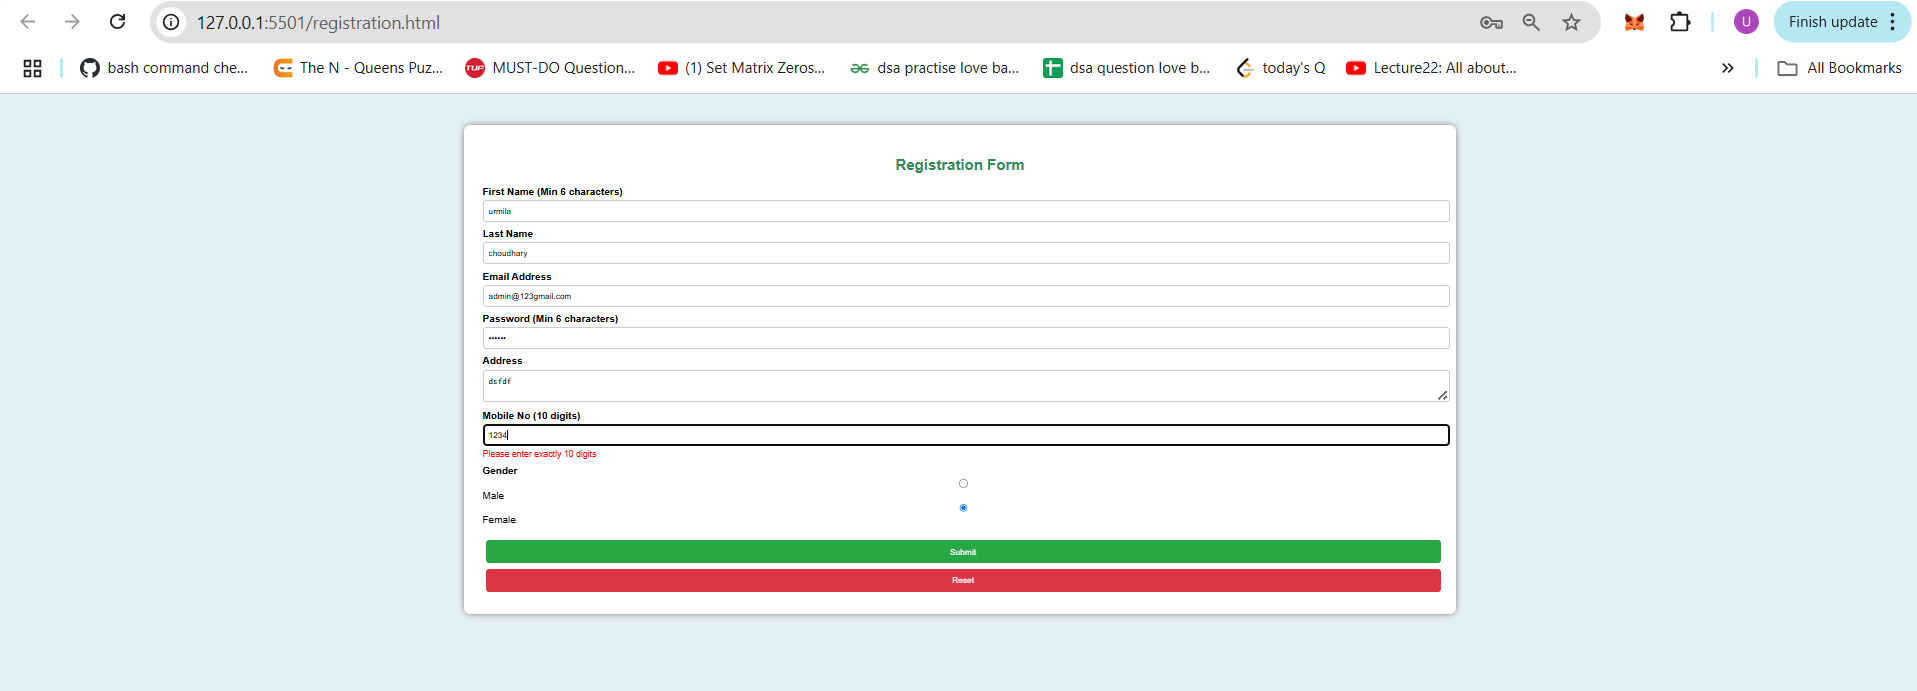 127.0.0.1:5501/registration.html
U
Finish update
bash command che...
The N - Queens Puz...
TUF
MUST-DO Question...
(1) Set Matrix Zeros...
dsa practise love ba...
dsa question love b...
today's Q
Lecture22: All about...
All Bookmarks
Registration Form
First Name (Min 6 characters)
urmila
Last Name
choudhary
Email Address
admin@123gmail.com
Password (Min 6 characters)
••••••
Address
dsfdf
Mobile No (10 digits)
1234
Please enter exactly 10 digits
Gender
Male
Female
Submit
Reset